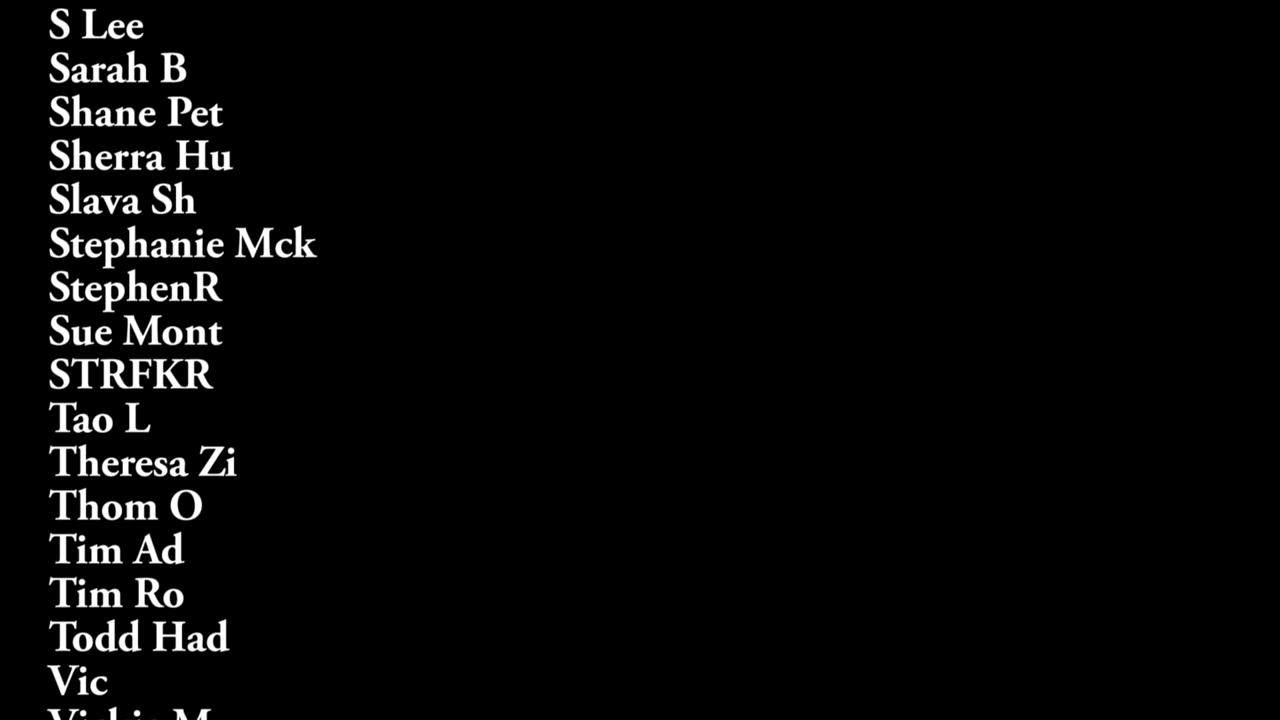 S Lee
Sarah B
Shane Pet
Sherra Hu
Slava Sh
Stephanie Mck
StephenR
Sue Mont
STRFKR
Tao L
Theresa Zi
Thom O
Tim Ad
Tim Ro
Todd Had
Vic